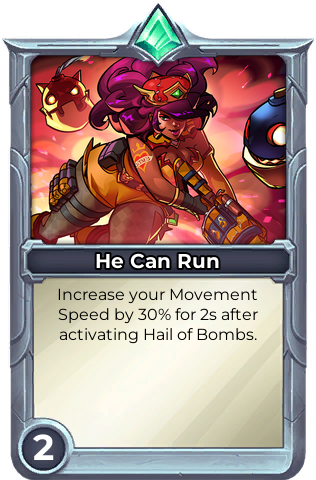 He Can Run
Increase your Movement
Speed by 30% for 2s after
activating Hail of Bombs.
2